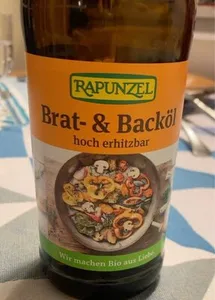 RAPUNZEL
Brat- & Backöl
hoch erhitzbar
Wir machen Bio aus Liebe